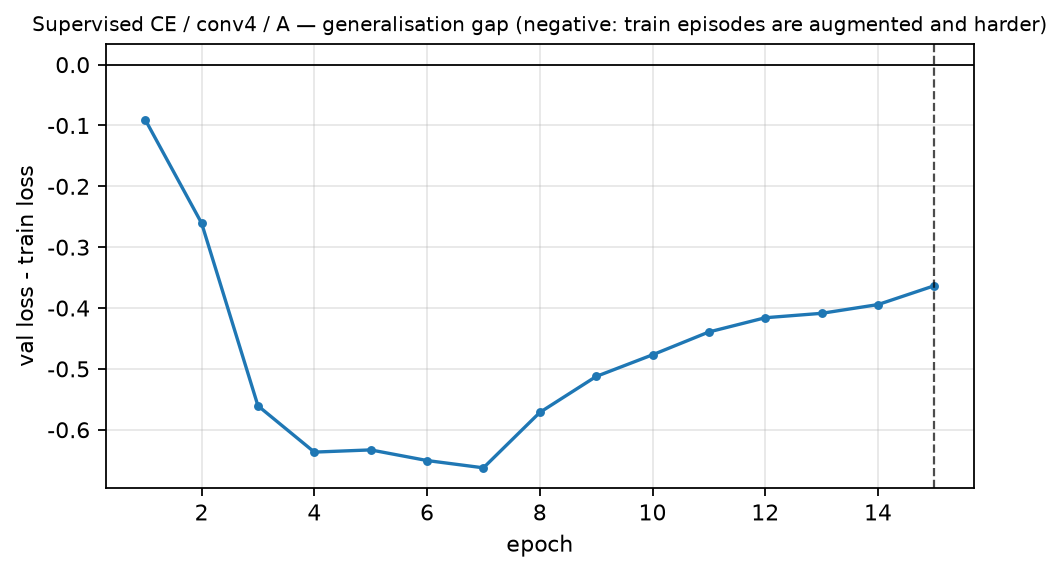 Supervised CE / conv4 / A — generalisation gap (negative: train episodes are augmented and harder)
0.0
-0.1
-0.2
-0.3
-0.4
-0.5
-0.6
val loss - train loss
2 4 6 8 10 12 14
epoch